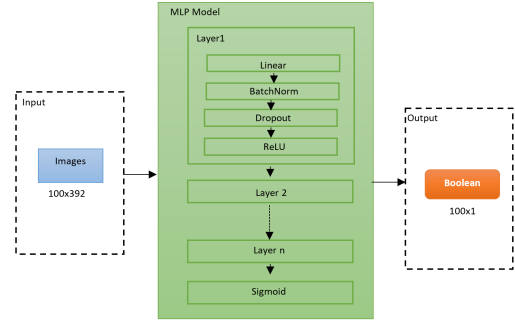 MLP Model
Layer1
Linear
BatchNorm
Dropout
ReLU
Layer 2
Layer n
Sigmoid
Input
Images
100x392
Output
Boolean
100x1